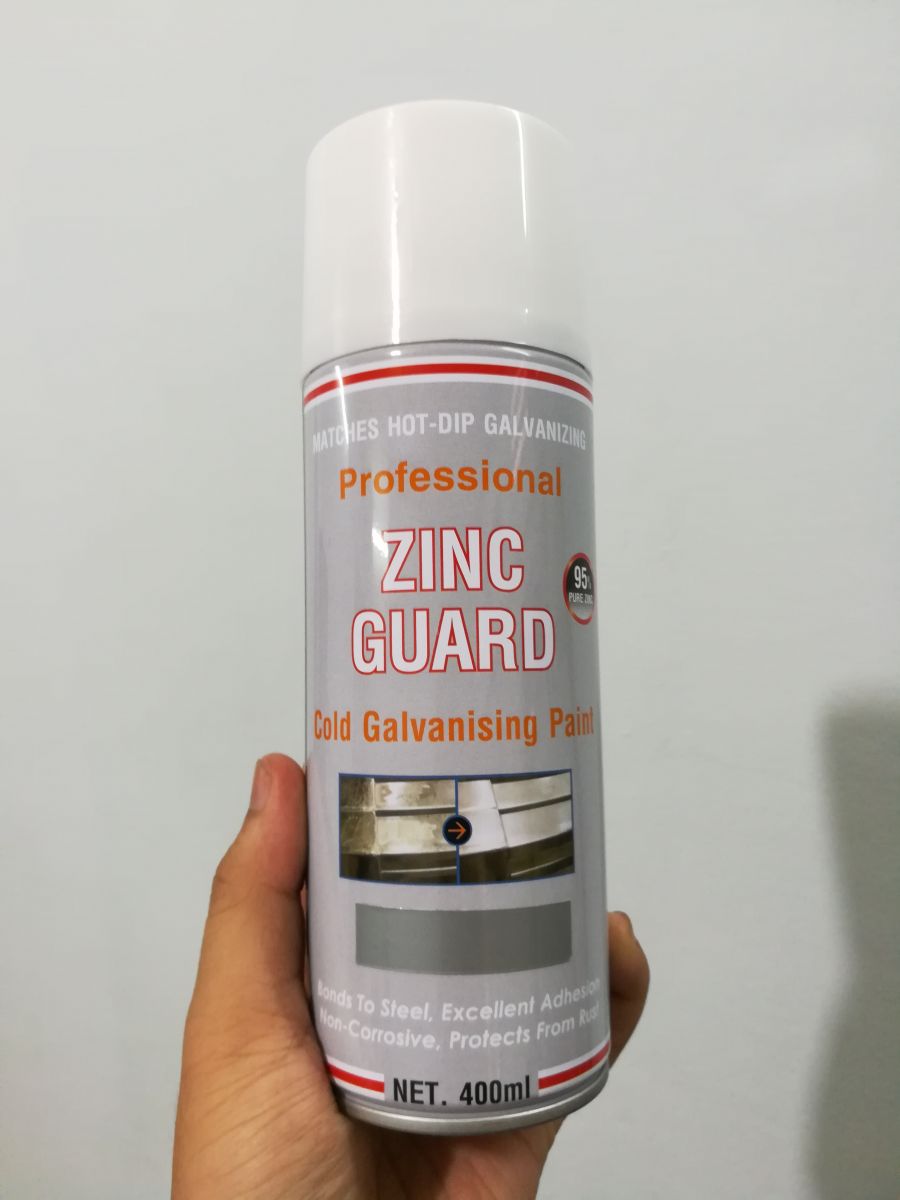 MATCHES HOT-DIP GALVANIZING
Professional
ZINC
GUARD
95%
PURE ZINC
Cold Galvanising Paint
Bonds To Steel, Excellent Adhesion
Non-Corrosive, Protects From Rust
NET. 400ml